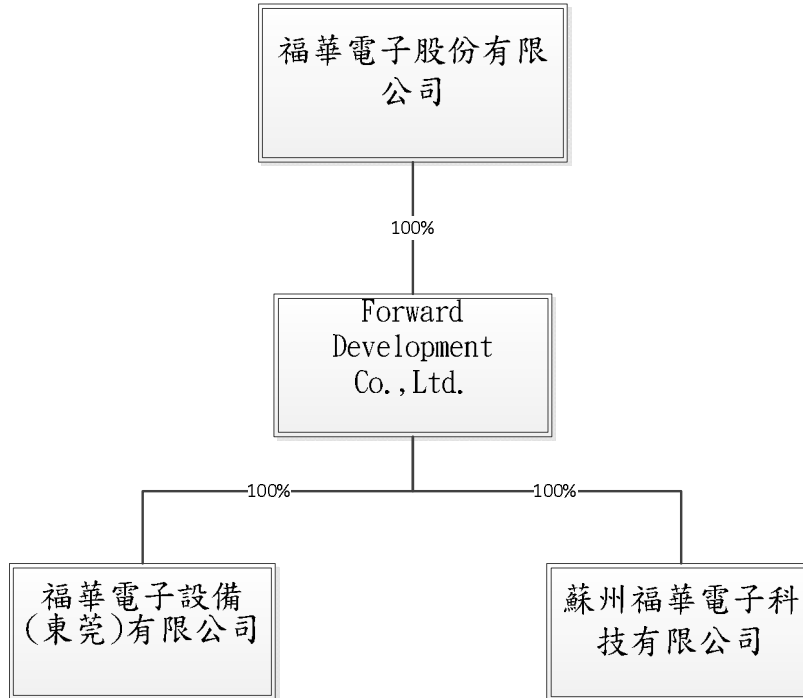 福華電子股份有限
公司
100%
Forward
Development
Co.,Ltd.
100%
100%
福華電子設備
(東莞)有限公司
蘇州福華電子科
技有限公司